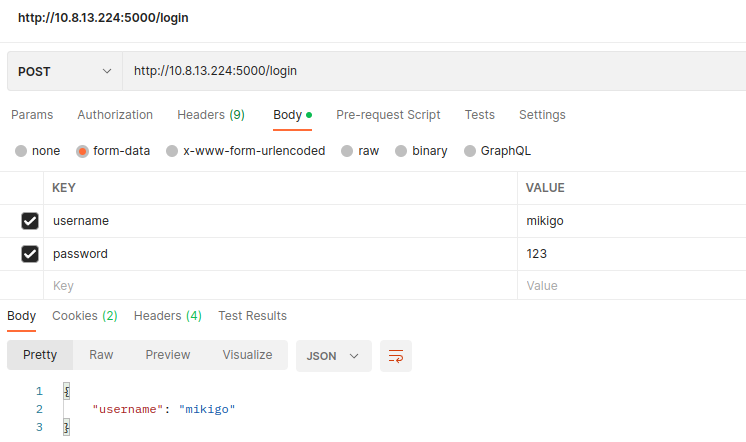 http://10.8.13.224:5000/login
POST http://10.8.13.224:5000/login
Params Authorization Headers (9) Body Pre-request Script Tests Settings
none form-data x-www-form-urlencoded raw binary GraphQL
KEY VALUE
username mikigo
password 123
Key Value
Body Cookies (2) Headers (4) Test Results
Pretty Raw Preview Visualize JSON
1 {
2 "username": "mikigo"
3 }